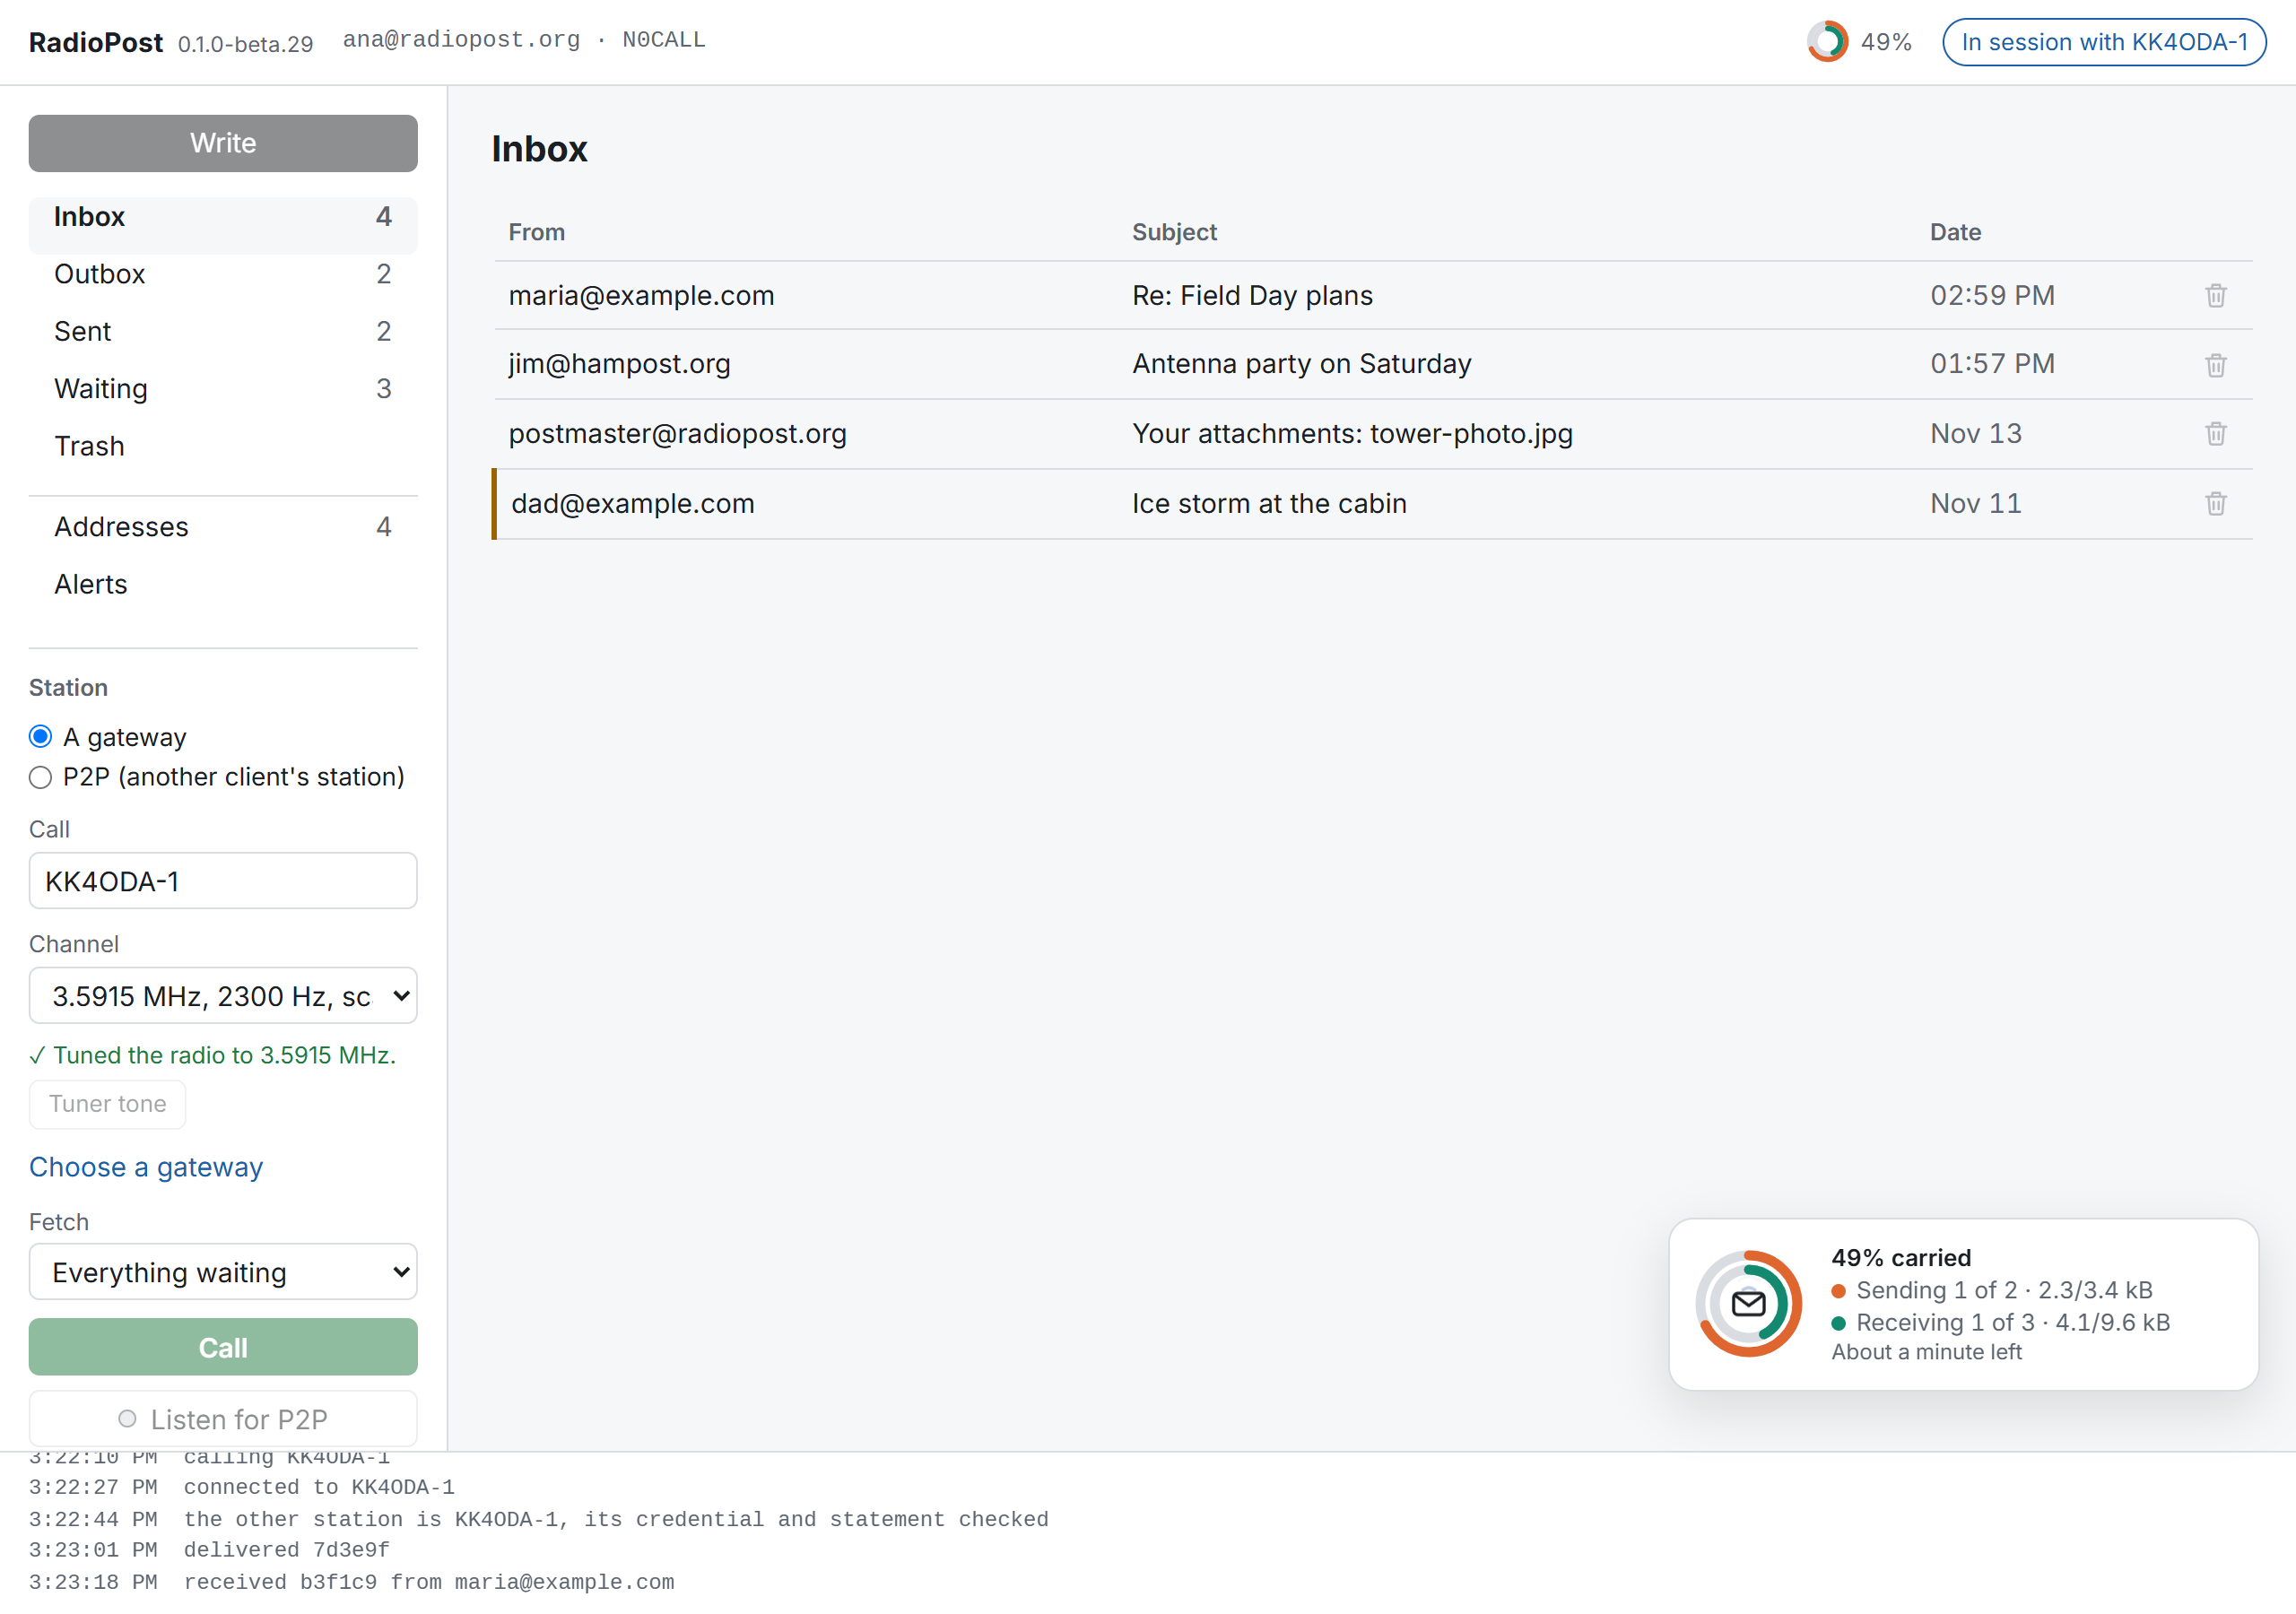 RadioPost 0.1.0-beta.29 ana@radiopost.org · N0CALL 49% In session with KK4ODA-1
Write
Inbox 4
Outbox 2
Sent 2
Waiting 3
Trash
Addresses 4
Alerts
Station
A gateway
P2P (another client's station)
Call
KK4ODA-1
Channel
3.5915 MHz, 2300 Hz, sc
✓ Tuned the radio to 3.5915 MHz.
Tuner tone
Choose a gateway
Fetch
Everything waiting
Call
Listen for P2P
Inbox
From Subject Date
maria@example.com Re: Field Day plans 02:59 PM
jim@hampost.org Antenna party on Saturday 01:57 PM
postmaster@radiopost.org Your attachments: tower-photo.jpg Nov 13
dad@example.com Ice storm at the cabin Nov 11
49% carried
Sending 1 of 2 · 2.3/3.4 kB
Receiving 1 of 3 · 4.1/9.6 kB
About a minute left
3:22:10 PM calling KK4ODA-1
3:22:27 PM connected to KK4ODA-1
3:22:44 PM the other station is KK4ODA-1, its credential and statement checked
3:23:01 PM delivered 7d3e9f
3:23:18 PM received b3f1c9 from maria@example.com